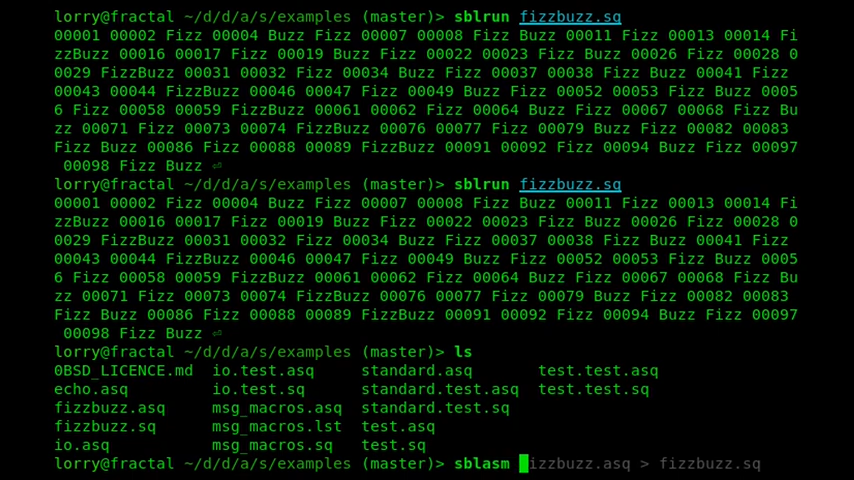 lorry@fractal ~/d/d/a/s/examples (master)> sblrun fizzbuzz.sq
00001 00002 Fizz 00004 Buzz Fizz 00007 00008 Fizz Buzz 00011 Fizz 00013 00014 Fi
zzBuzz 00016 00017 Fizz 00019 Buzz Fizz 00022 00023 Fizz Buzz 00026 Fizz 00028 0
0029 FizzBuzz 00031 00032 Fizz 00034 Buzz Fizz 00037 00038 Fizz Buzz 00041 Fizz
00043 00044 FizzBuzz 00046 00047 Fizz 00049 Buzz Fizz 00052 00053 Fizz Buzz 0005
6 Fizz 00058 00059 FizzBuzz 00061 00062 Fizz 00064 Buzz Fizz 00067 00068 Fizz Bu
zz 00071 Fizz 00073 00074 FizzBuzz 00076 00077 Fizz 00079 Buzz Fizz 00082 00083
Fizz Buzz 00086 Fizz 00088 00089 FizzBuzz 00091 00092 Fizz 00094 Buzz Fizz 00097
00098 Fizz Buzz ⏎
lorry@fractal ~/d/d/a/s/examples (master)> sblrun fizzbuzz.sq
00001 00002 Fizz 00004 Buzz Fizz 00007 00008 Fizz Buzz 00011 Fizz 00013 00014 Fi
zzBuzz 00016 00017 Fizz 00019 Buzz Fizz 00022 00023 Fizz Buzz 00026 Fizz 00028 0
0029 FizzBuzz 00031 00032 Fizz 00034 Buzz Fizz 00037 00038 Fizz Buzz 00041 Fizz
00043 00044 FizzBuzz 00046 00047 Fizz 00049 Buzz Fizz 00052 00053 Fizz Buzz 0005
6 Fizz 00058 00059 FizzBuzz 00061 00062 Fizz 00064 Buzz Fizz 00067 00068 Fizz Bu
zz 00071 Fizz 00073 00074 FizzBuzz 00076 00077 Fizz 00079 Buzz Fizz 00082 00083
Fizz Buzz 00086 Fizz 00088 00089 FizzBuzz 00091 00092 Fizz 00094 Buzz Fizz 00097
00098 Fizz Buzz ⏎
lorry@fractal ~/d/d/a/s/examples (master)> ls
0BSD_LICENCE.md io.test.asq standard.asq test.test.asq
echo.asq io.test.sq standard.test.asq test.test.sq
fizzbuzz.asq msg_macros.asq standard.test.sq
fizzbuzz.sq msg_macros.lst test.asq
io.asq msg_macros.sq test.sq
lorry@fractal ~/d/d/a/s/examples (master)> sblasm fizzbuzz.asq > fizzbuzz.sq